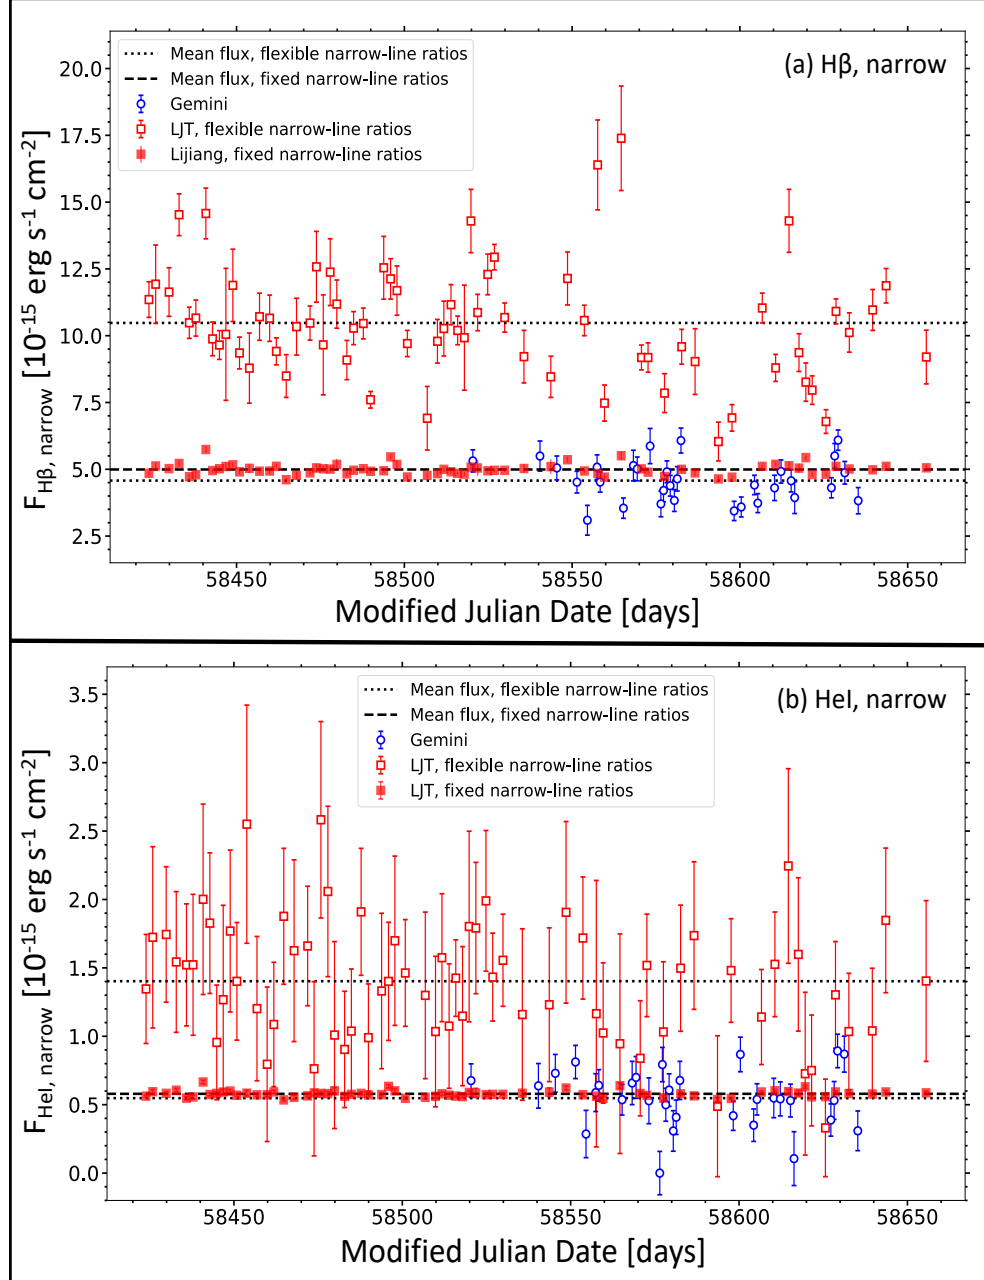 (a) Hβ, narrow
Mean flux, flexible narrow-line ratios
Mean flux, fixed narrow-line ratios
Gemini
LJT, flexible narrow-line ratios
Lijiang, fixed narrow-line ratios
F_Hβ, narrow [10⁻¹⁵ erg s⁻¹ cm⁻²]
20.0
17.5
15.0
12.5
10.0
7.5
5.0
2.5
58450 58500 58550 58600 58650
Modified Julian Date [days]
(b) HeI, narrow
Mean flux, flexible narrow-line ratios
Mean flux, fixed narrow-line ratios
Gemini
LJT, flexible narrow-line ratios
LJT, fixed narrow-line ratios
F_HeI, narrow [10⁻¹⁵ erg s⁻¹ cm⁻²]
3.5
3.0
2.5
2.0
1.5
1.0
0.5
0.0
58450 58500 58550 58600 58650
Modified Julian Date [days]